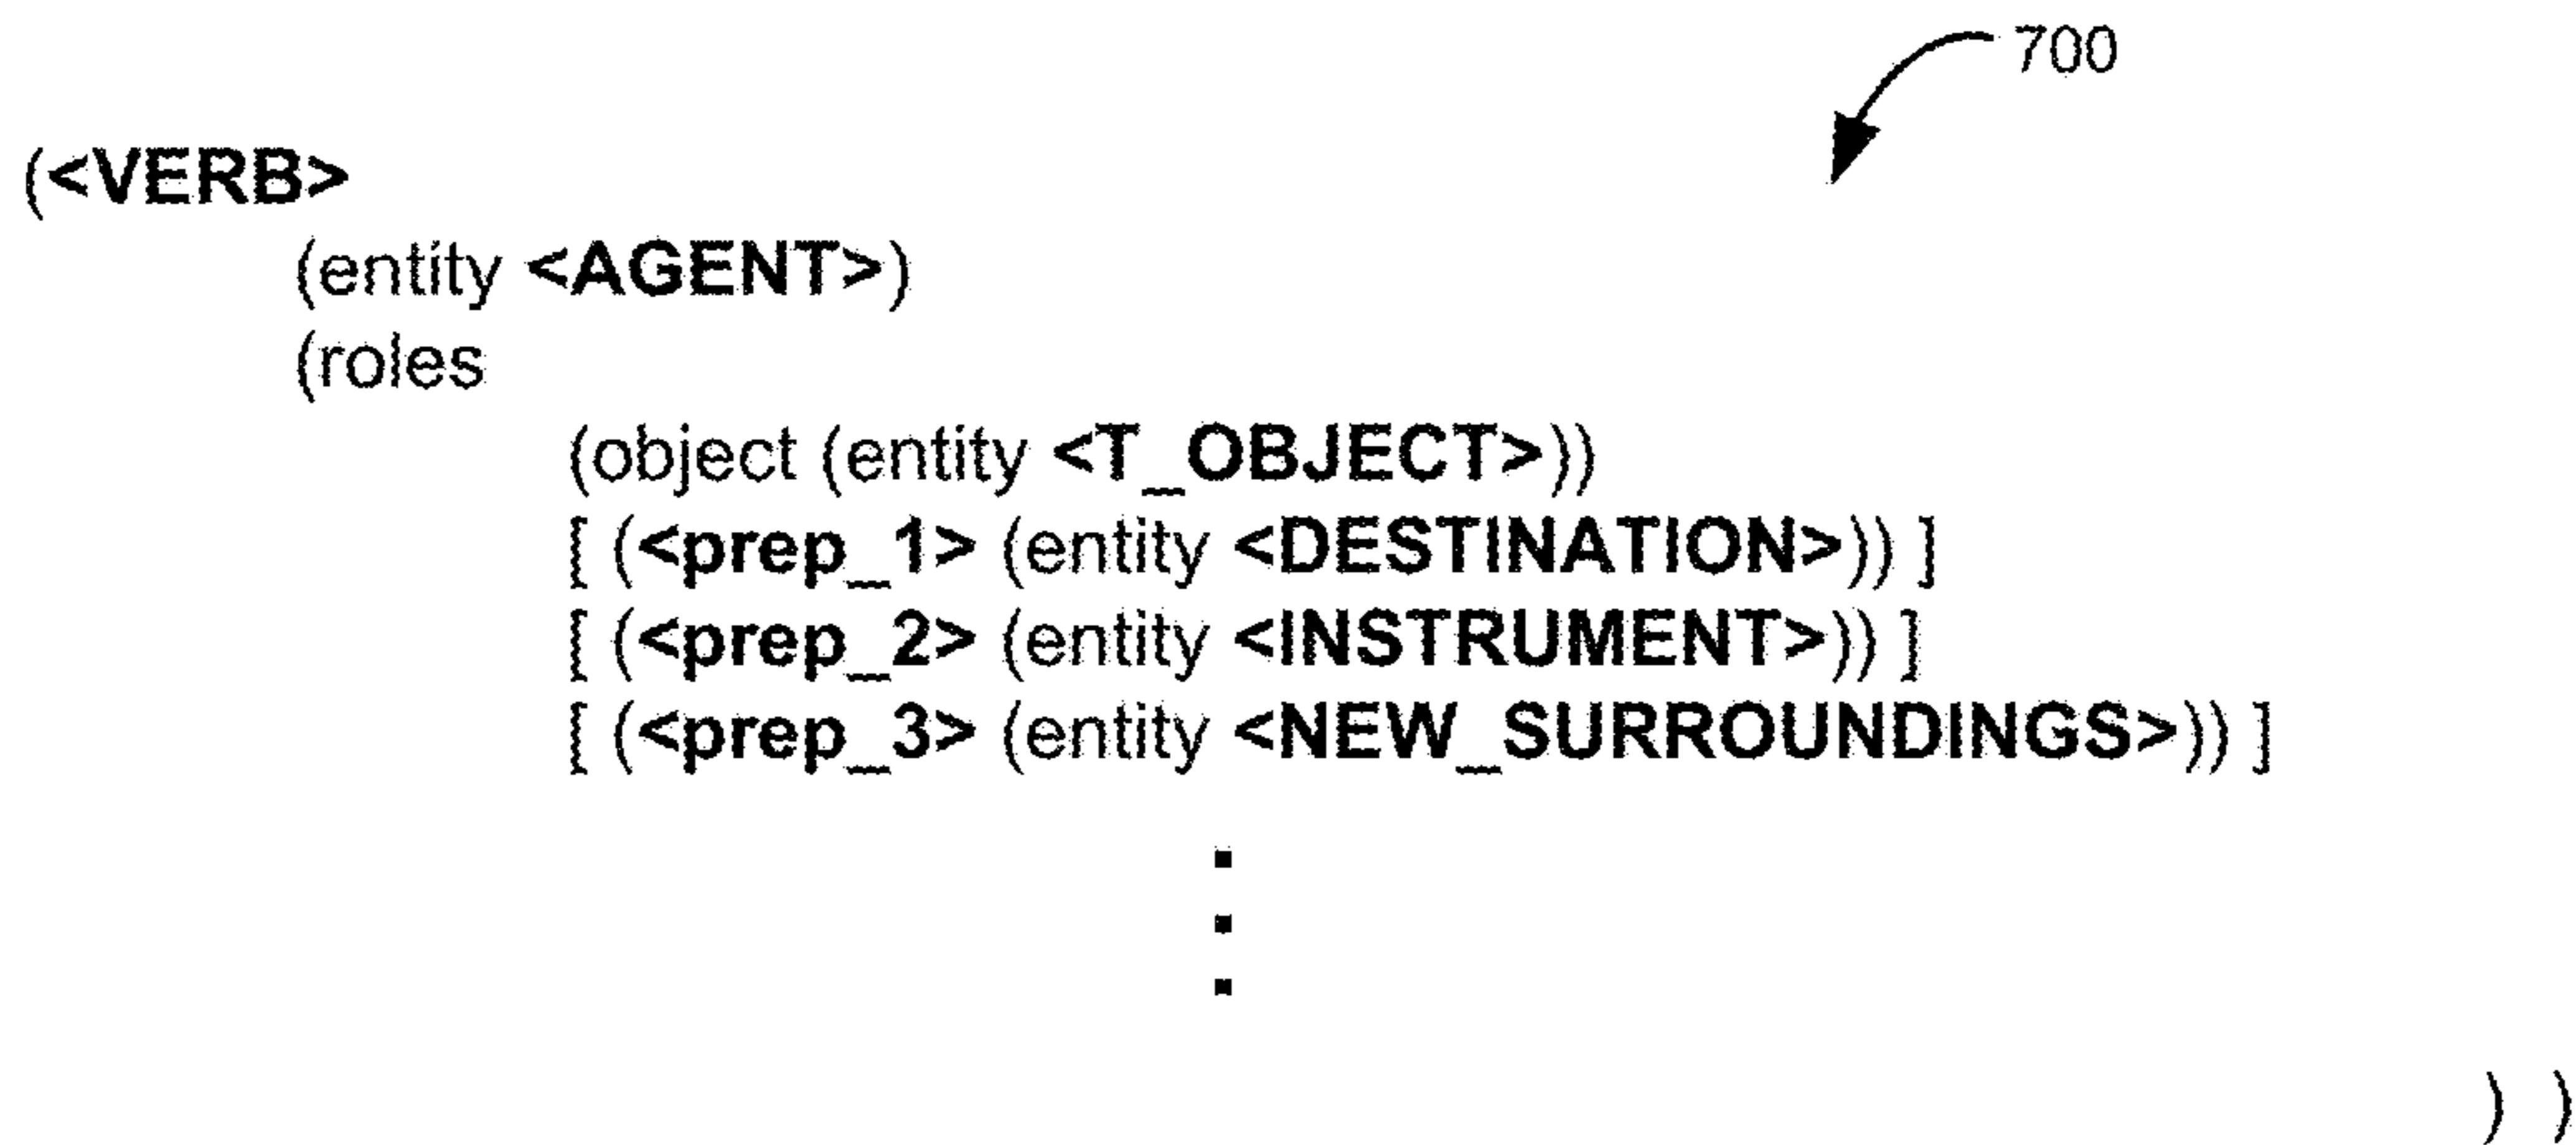 700
(<VERB>
(entity <AGENT>)
(roles
(object (entity <T_OBJECT>))
[ (<prep_1> (entity <DESTINATION>)) ]
[ (<prep_2> (entity <INSTRUMENT>)) ]
[ (<prep_3> (entity <NEW_SURROUNDINGS>)) ]
.
.
.
) )